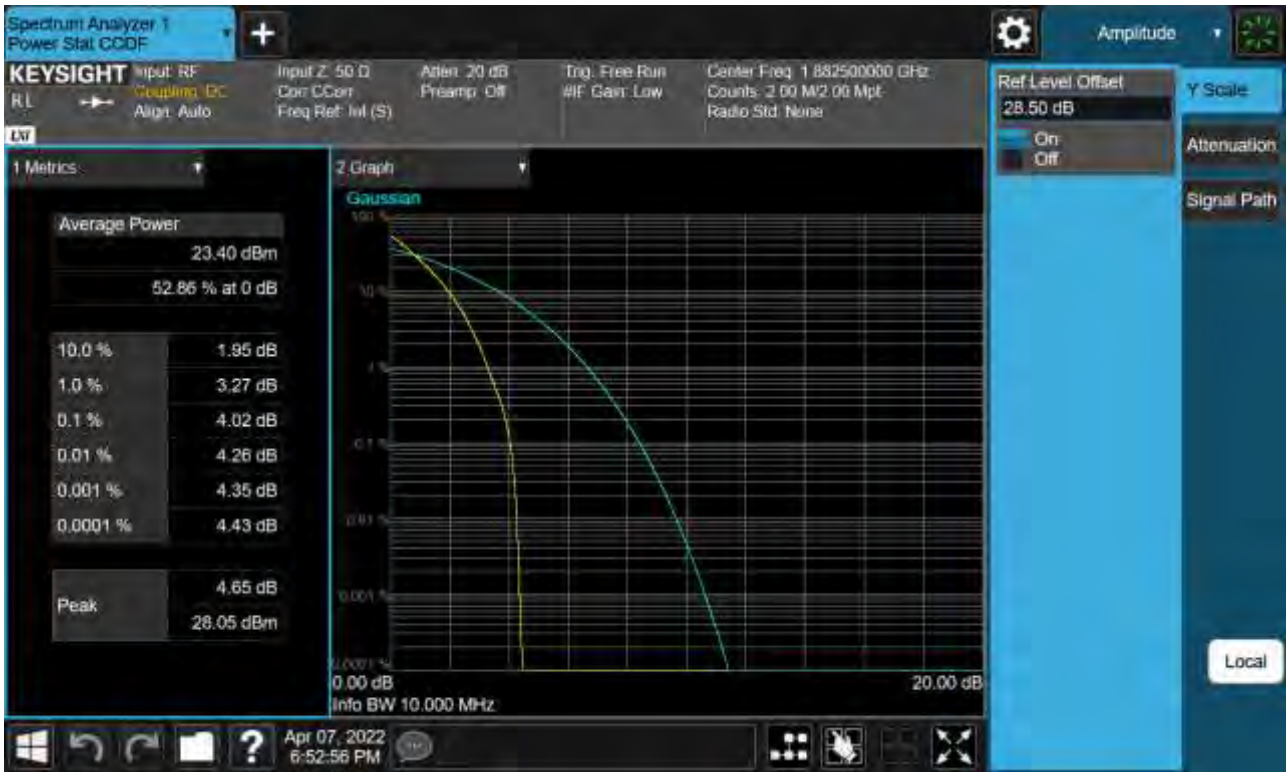 Spectrum Analyzer 1
Power Stat CCDF
+
Amplitude
KEYSIGHT
RL
LXI
Input: RF
Coupling: DC
Align: Auto
Input Z: 50 Ω
Corr CCorr
Freq Ref: Int (S)
Atten: 20 dB
Preamp: Off
Trig: Free Run
#IF Gain: Low
Center Freq: 1.882500000 GHz
Counts: 2.00 M/2.00 Mpt
Radio Std: None
Ref Level Offset
28.50 dB
On
Off
Y Scale
Attenuation
Signal Path
1 Metrics
Average Power
23.40 dBm
52.86 % at 0 dB
10.0 % 1.95 dB
1.0 % 3.27 dB
0.1 % 4.02 dB
0.01 % 4.26 dB
0.001 % 4.35 dB
0.0001 % 4.43 dB
Peak 4.65 dB
28.05 dBm
2 Graph
Gaussian
100 %
10 %
1 %
0.1 %
0.01 %
0.001 %
0.0001 %
0.00 dB 20.00 dB
Info BW 10.000 MHz
Local
?
Apr 07, 2022
6:52:56 PM